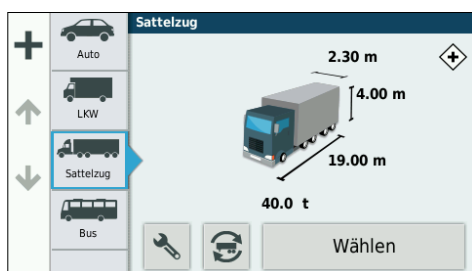 Sattelzug
Auto
LKW
Sattelzug
Bus
2.30 m
4.00 m
19.00 m
40.0 t
Wählen